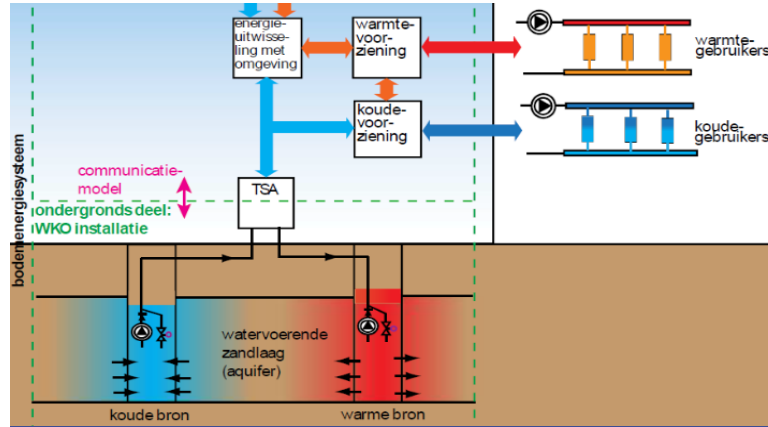 energie-
uitwisse-
ling met
omgeving
warmte-
voor-
ziening
warmte-
gebruikers
koude-
voor-
ziening
koude-
gebruikers
bodemenergiesysteem
communicatie-
model
TSA
ondergronds deel:
WKO installatie
watervoerende
zandlaag
(aquifer)
koude bron
warme bron